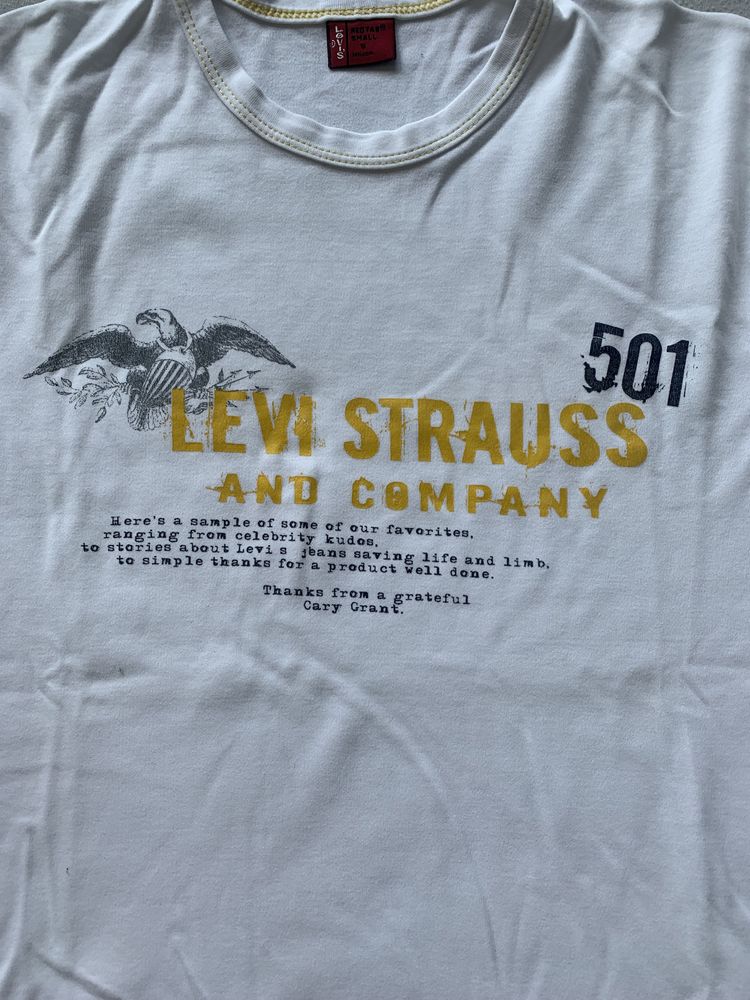 LEVI'S
SMALL
501
LEVI STRAUSS
AND COMPANY
Here's a sample of some of our favorites,
ranging from celebrity kudos,
to stories about Levi s jeans saving life and limb,
to simple thanks for a product well done.
Thanks from a grateful
Cary Grant.